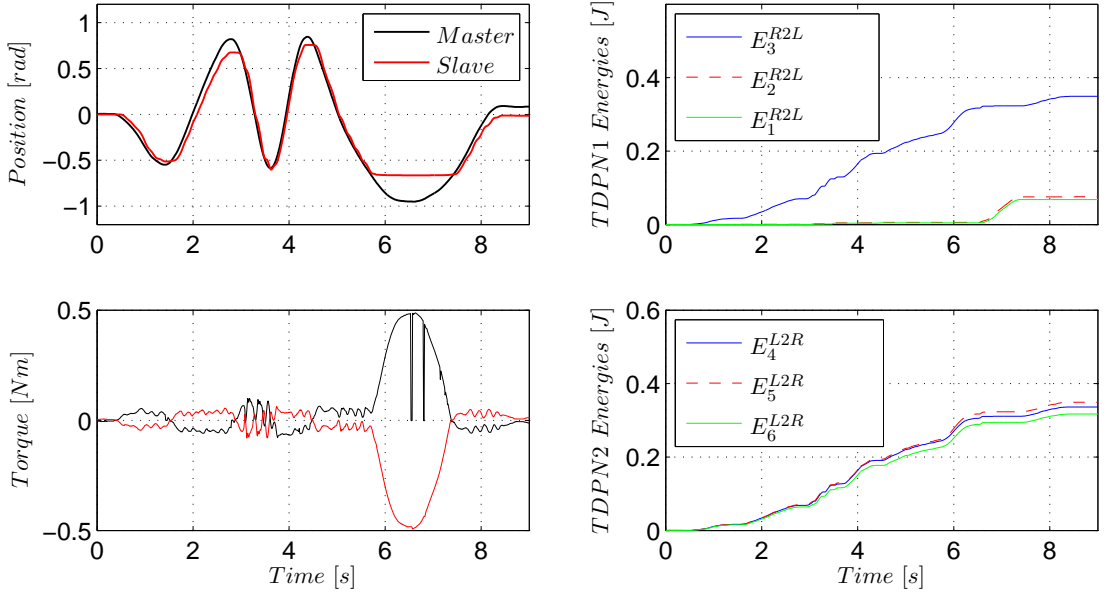 Position [rad]
1
0.5
0
−0.5
−1
0 2 4 6 8
Master
Slave
TDPN1 Energies [J]
0.4
0.2
0
0 2 4 6 8
E_3^{R2L}
E_2^{R2L}
E_1^{R2L}
Torque [Nm]
0.5
0
−0.5
0 2 4 6 8
Time [s]
TDPN2 Energies [J]
0.6
0.4
0.2
0
0 2 4 6 8
Time [s]
E_4^{L2R}
E_5^{L2R}
E_6^{L2R}